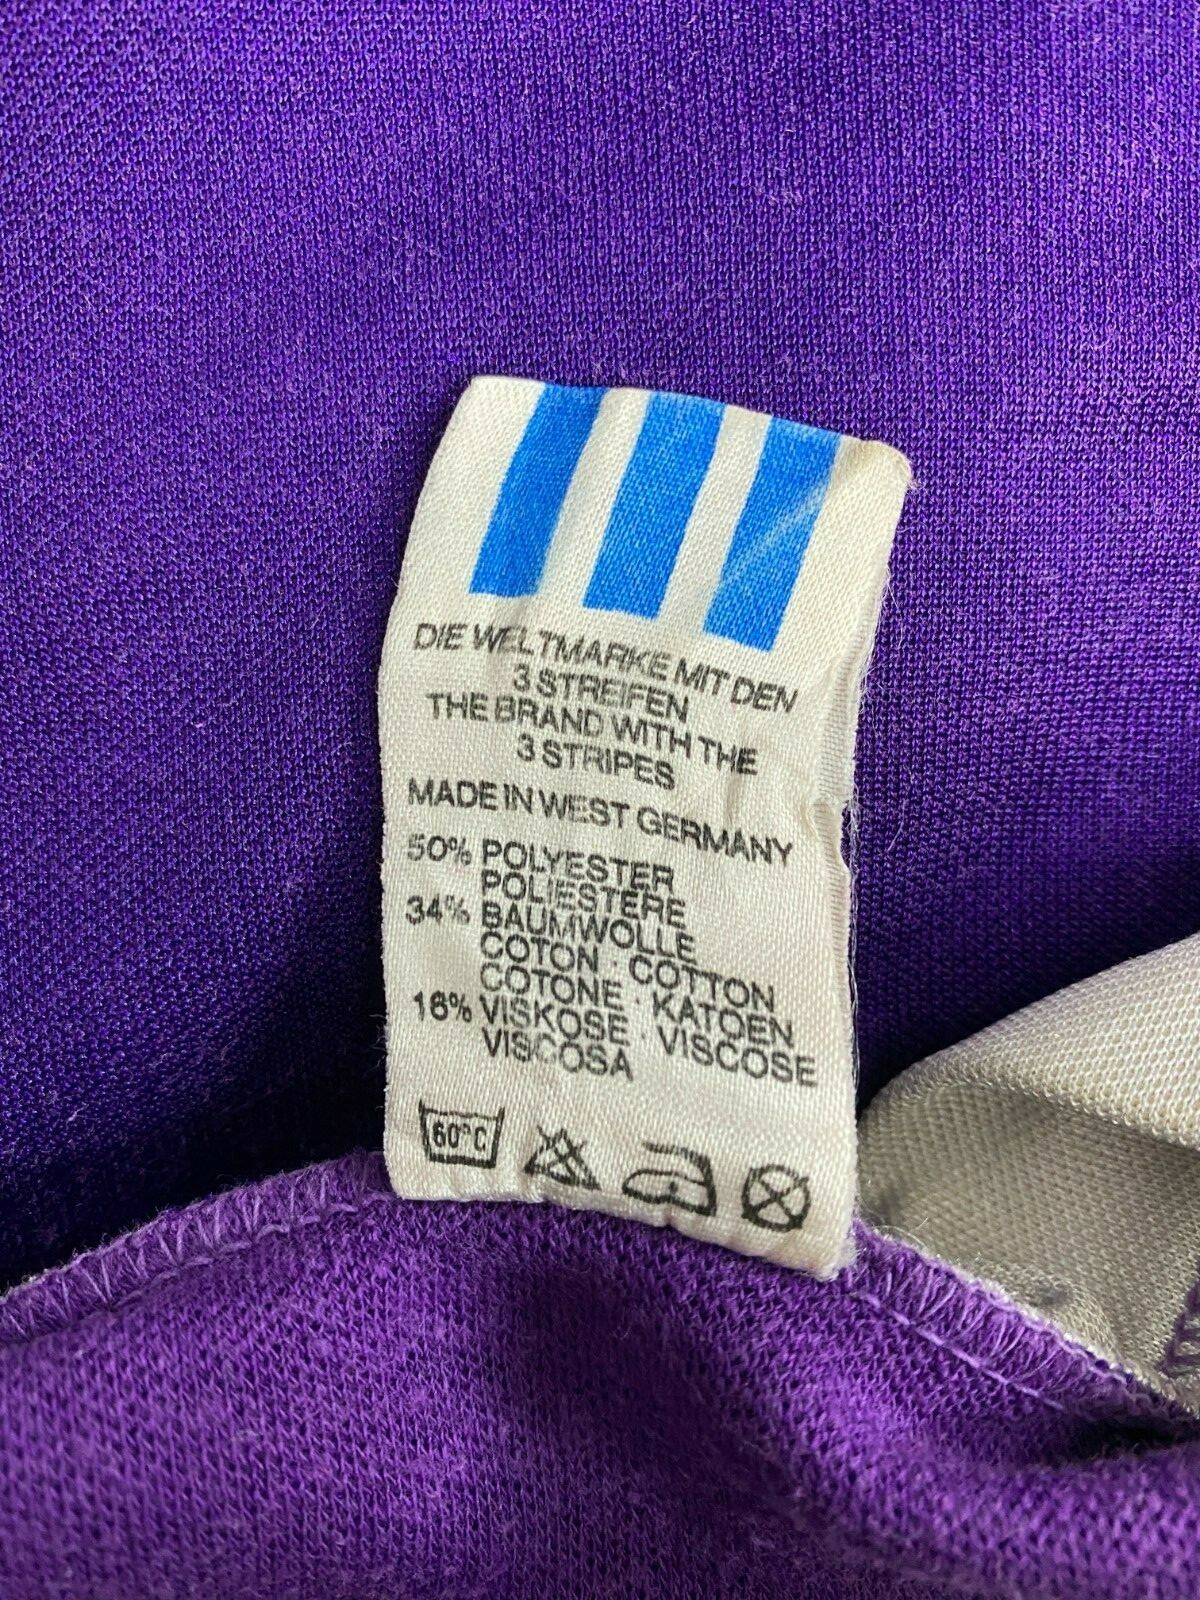 DIE WELTMARKE MIT DEN
3 STREIFEN
THE BRAND WITH THE
3 STRIPES
MADE IN WEST GERMANY
50% POLYESTER
POLIESTERE
34% BAUMWOLLE
COTON · COTTON
COTONE · KATOEN
16% VISKOSE · VISCOSE
VISCOSA
60°C